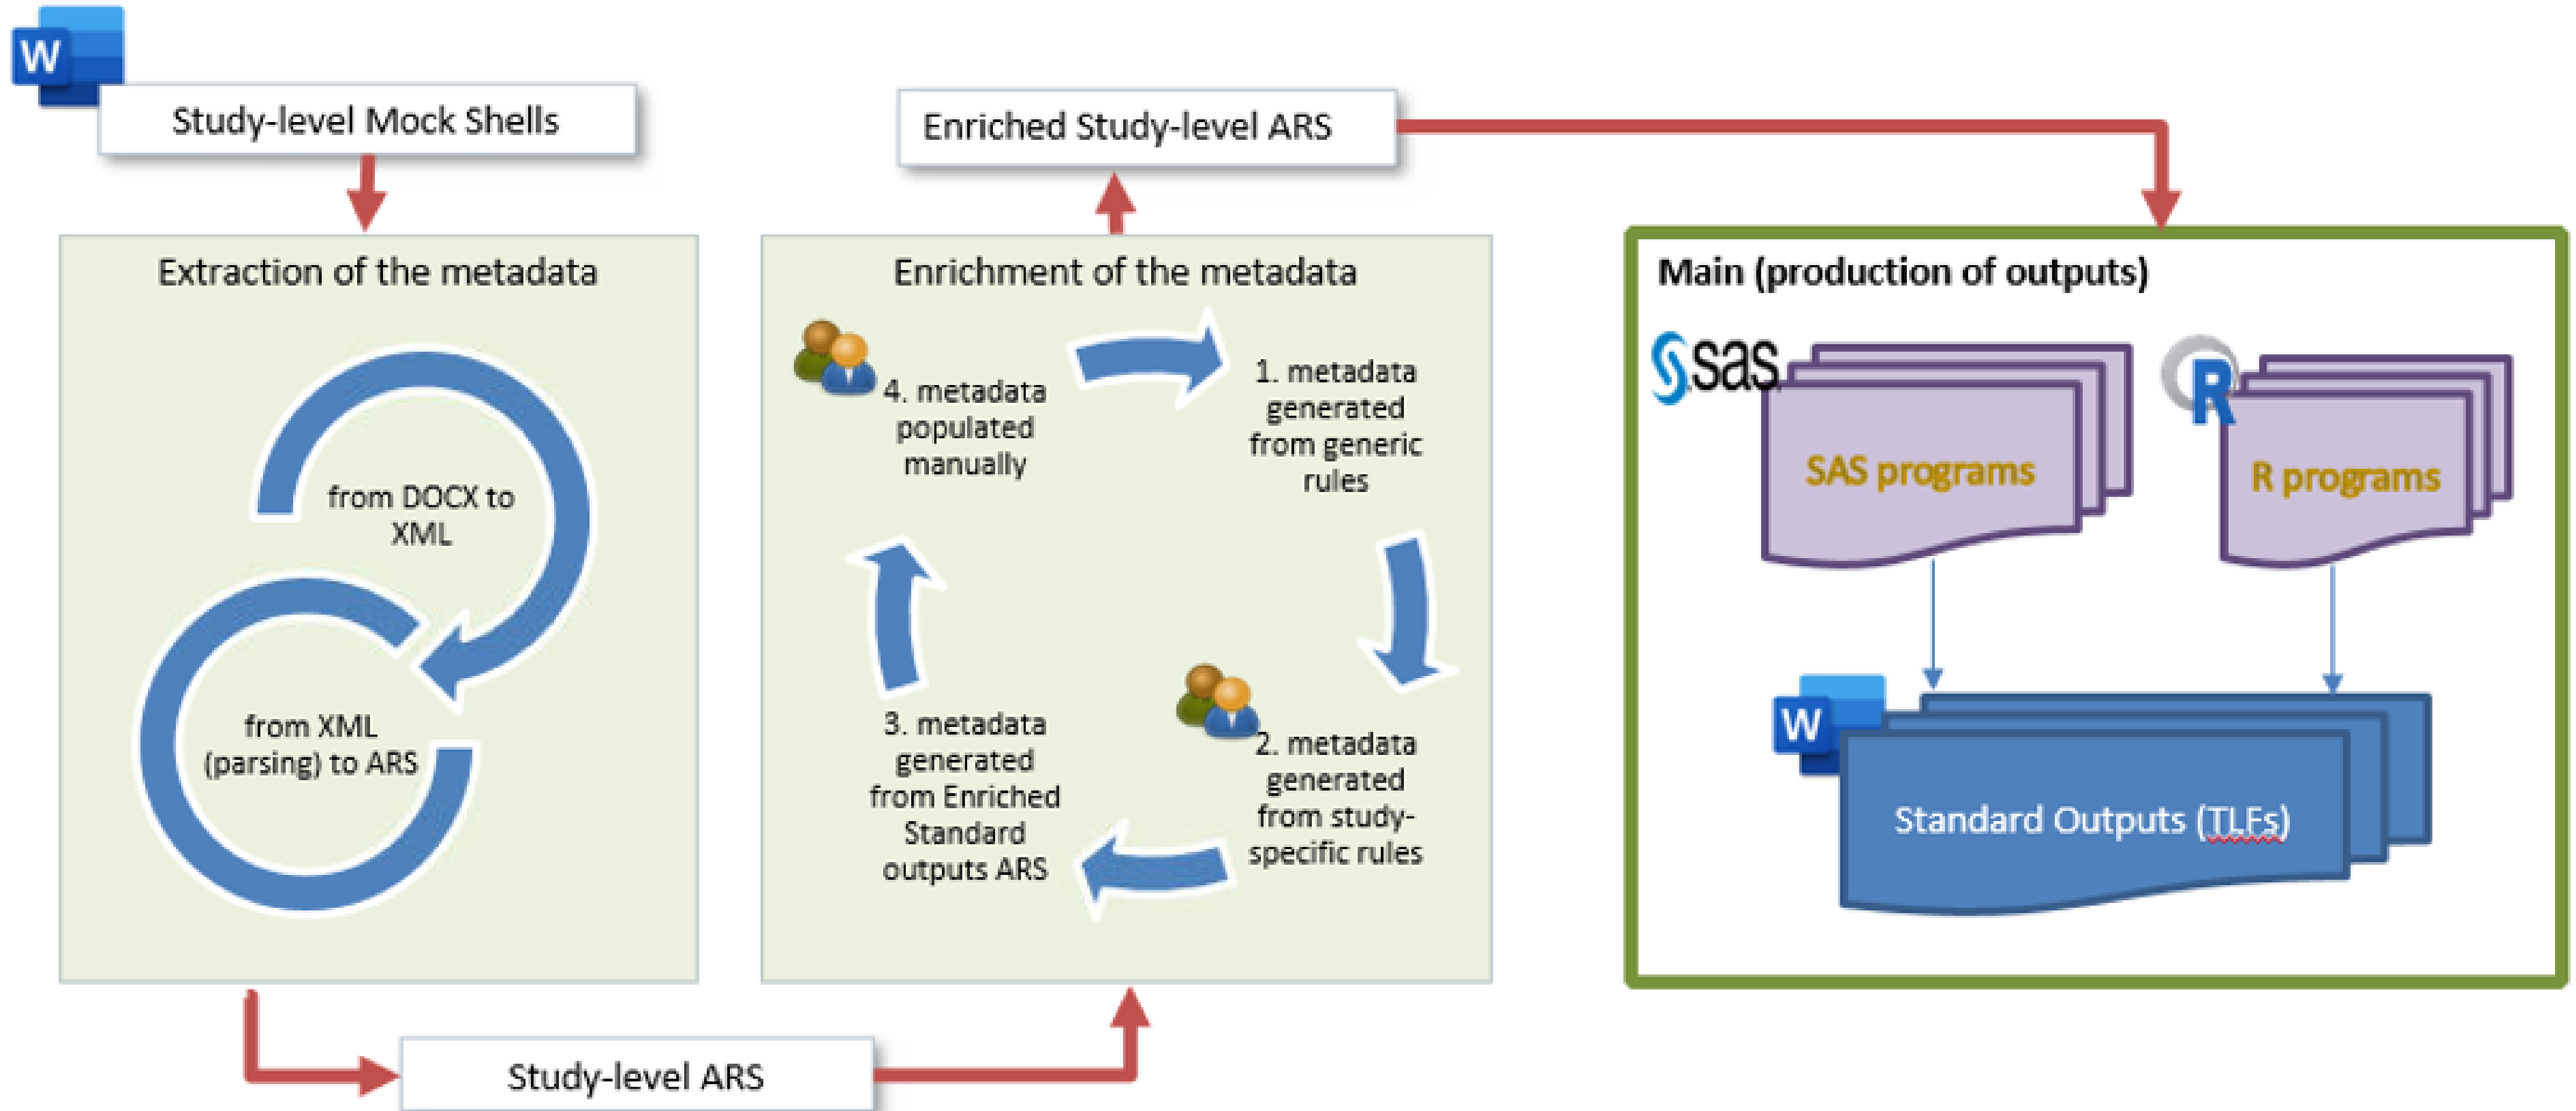 W
Study-level Mock Shells
Extraction of the metadata
from DOCX to
XML
from XML
(parsing) to ARS
Study-level ARS
Enriched Study-level ARS
Enrichment of the metadata
1. metadata
generated
from generic
rules
2. metadata
generated
from study-
specific rules
3. metadata
generated
from Enriched
Standard
outputs ARS
4. metadata
populated
manually
Main (production of outputs)
sas
SAS programs
R
R programs
W
Standard Outputs (TLFs)